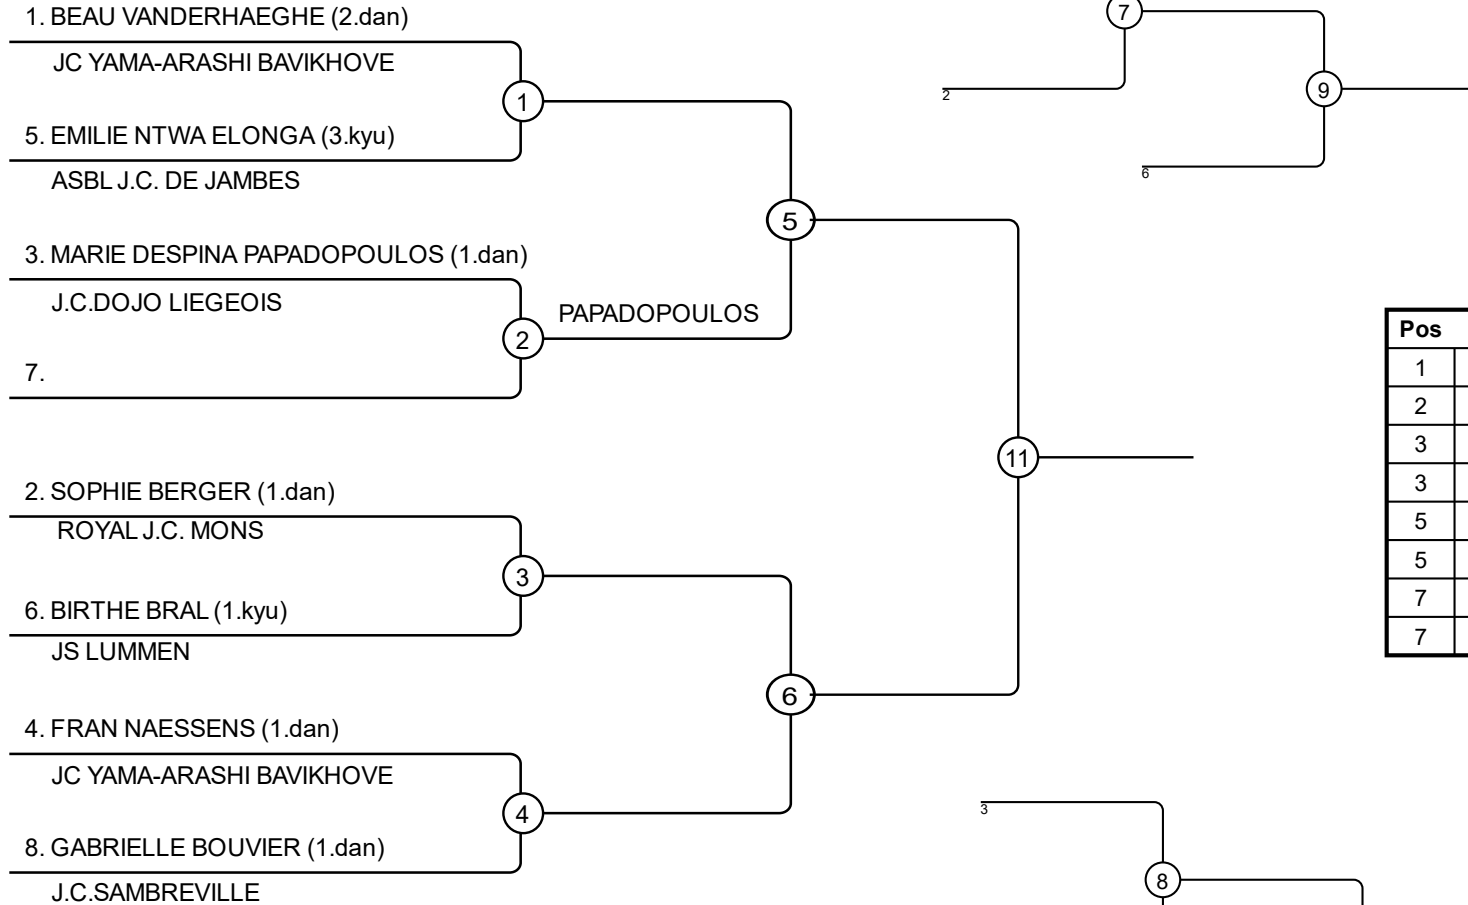 1. BEAU VANDERHAEGHE (2.dan)
JC YAMA-ARASHI BAVIKHOVE
1
5. EMILIE NTWA ELONGA (3.kyu)
ASBL J.C. DE JAMBES
5
3. MARIE DESPINA PAPADOPOULOS (1.dan)
J.C.DOJO LIEGEOIS
PAPADOPOULOS
2
7.
11
2. SOPHIE BERGER (1.dan)
ROYAL J.C. MONS
3
6. BIRTHE BRAL (1.kyu)
JS LUMMEN
6
4. FRAN NAESSENS (1.dan)
JC YAMA-ARASHI BAVIKHOVE
4
8. GABRIELLE BOUVIER (1.dan)
J.C.SAMBREVILLE
7
2
9
6
Pos
1
2
3
3
5
5
7
7
3
8